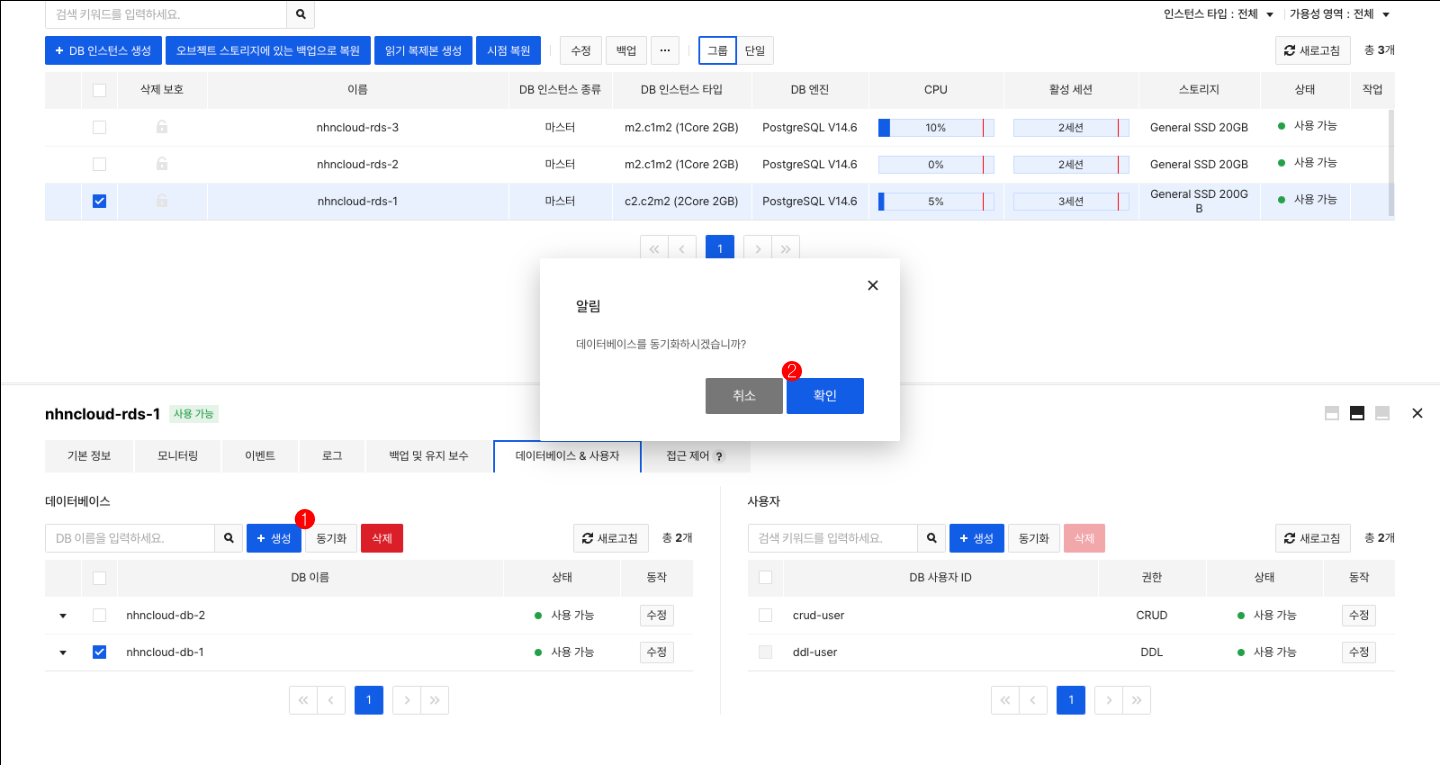 검색 키워드를 입력하세요.
인스턴스 타입 : 전체 가용성 영역 : 전체
+ DB 인스턴스 생성 오브젝트 스토리지에 있는 백업으로 복원 읽기 복제본 생성 시점 복원 수정 백업 ... 그룹 단일 새로고침 총 3개
삭제 보호 이름 DB 인스턴스 종류 DB 인스턴스 타입 DB 엔진 CPU 활성 세션 스토리지 상태 작업
nhncloud-rds-3 마스터 m2.c1m2 (1Core 2GB) PostgreSQL V14.6 10% 2세션 General SSD 20GB 사용 가능
nhncloud-rds-2 마스터 m2.c1m2 (1Core 2GB) PostgreSQL V14.6 0% 2세션 General SSD 20GB 사용 가능
nhncloud-rds-1 마스터 c2.c2m2 (2Core 2GB) PostgreSQL V14.6 5% 3세션 General SSD 200G
B 사용 가능
« ‹ 1 › »
알림
데이터베이스를 동기화하시겠습니까?
2
취소 확인
nhncloud-rds-1 사용 가능
기본 정보 모니터링 이벤트 로그 백업 및 유지 보수 데이터베이스 & 사용자 접근 제어 ?
데이터베이스
1
DB 이름을 입력하세요. + 생성 동기화 삭제 새로고침 총 2개
DB 이름 상태 동작
nhncloud-db-2 사용 가능 수정
nhncloud-db-1 사용 가능 수정
« ‹ 1 › »
사용자
검색 키워드를 입력하세요. + 생성 동기화 삭제 새로고침 총 2개
DB 사용자 ID 권한 상태 동작
crud-user CRUD 사용 가능 수정
ddl-user DDL 사용 가능 수정
« ‹ 1 › »